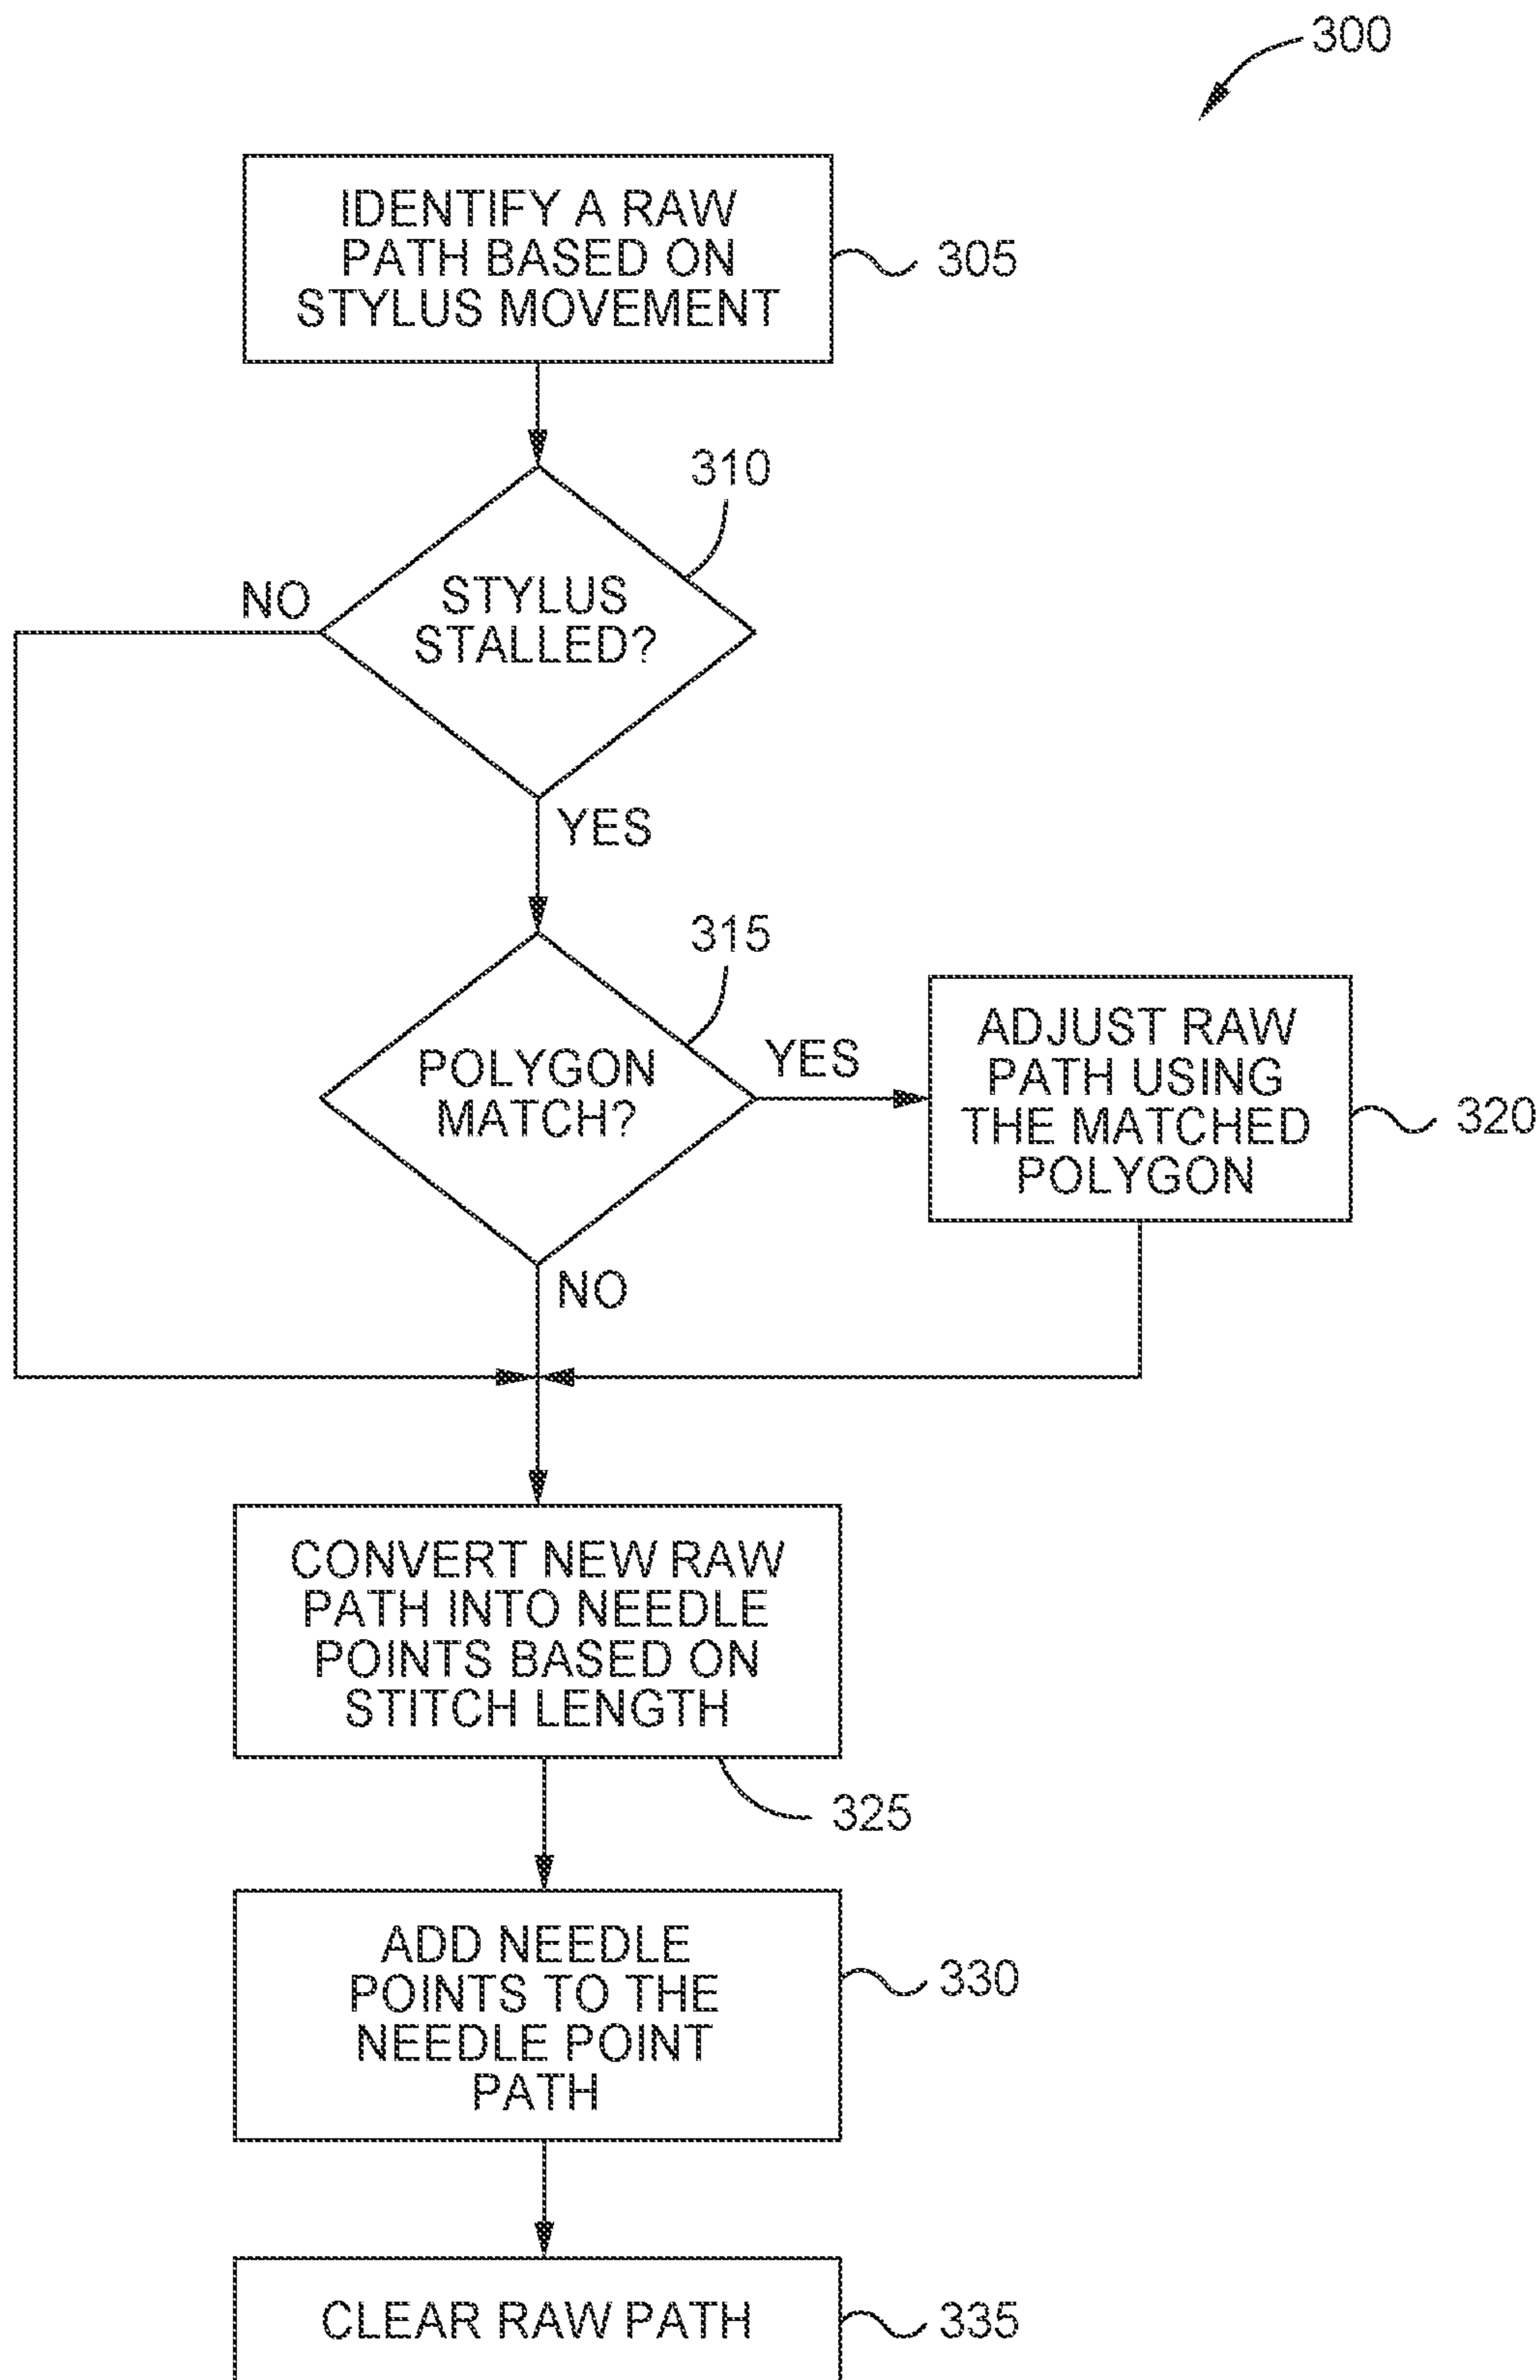 300
IDENTIFY A RAW
PATH BASED ON
STYLUS MOVEMENT
305
310
NO
STYLUS
STALLED?
YES
315
POLYGON
MATCH?
YES
ADJUST RAW
PATH USING
THE MATCHED
POLYGON
320
NO
CONVERT NEW RAW
PATH INTO NEEDLE
POINTS BASED ON
STITCH LENGTH
325
ADD NEEDLE
POINTS TO THE
NEEDLE POINT
PATH
330
CLEAR RAW PATH
335